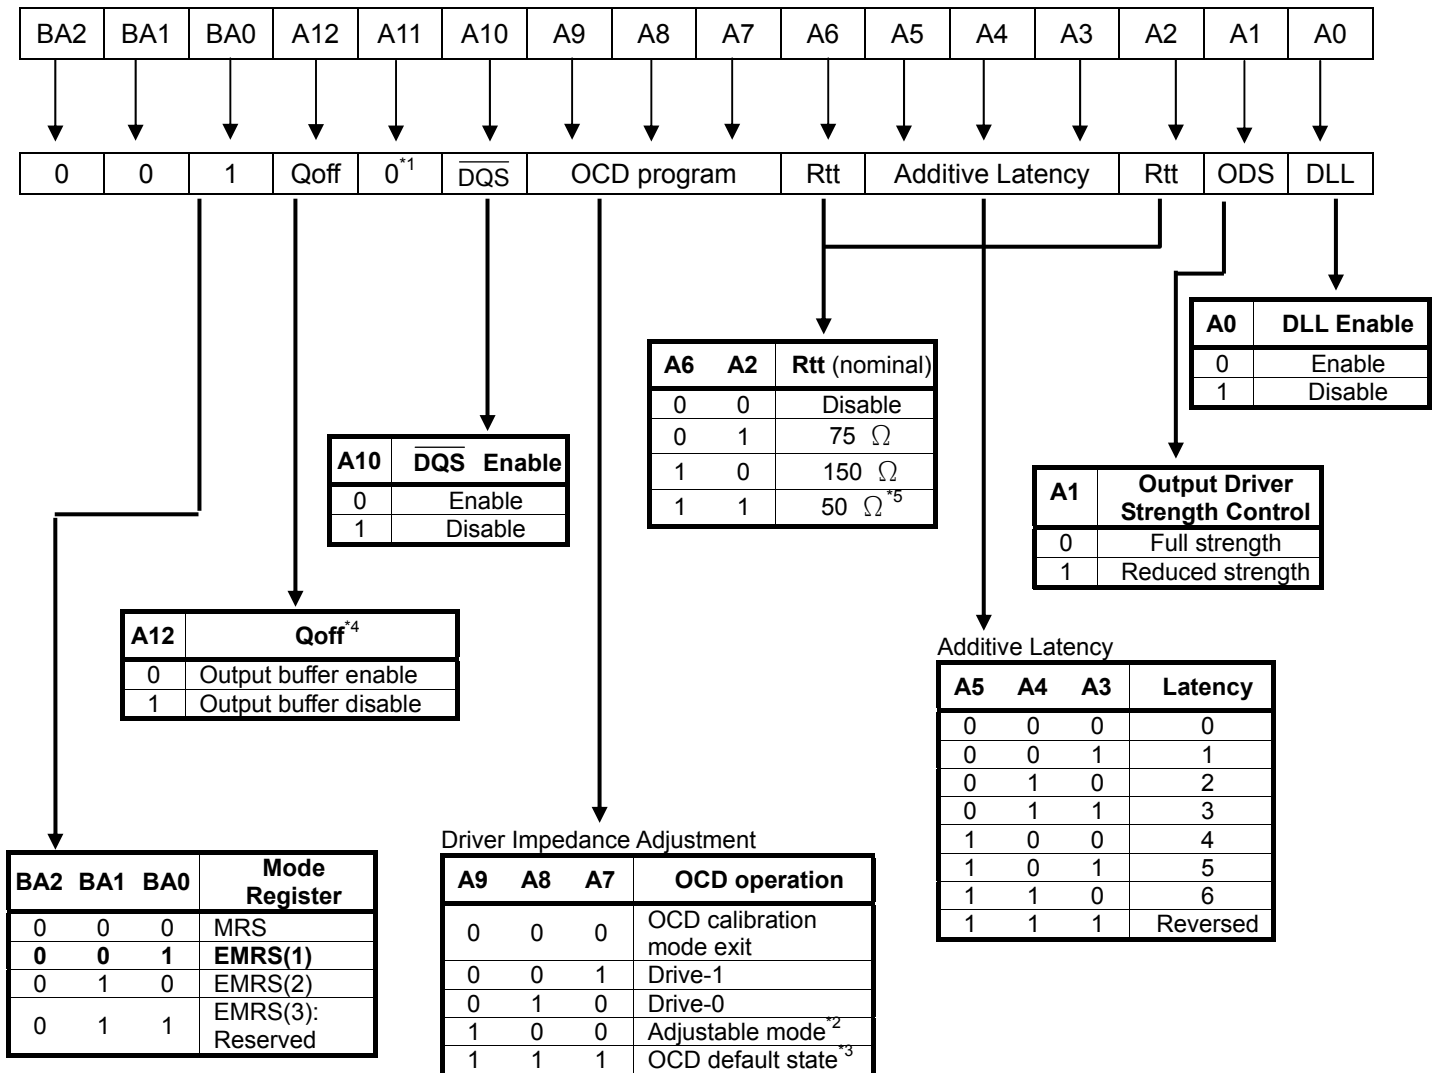 BA2 BA1 BA0 A12 A11 A10 A9 A8 A7 A6 A5 A4 A3 A2 A1 A0
0 0 1 Qoff 0*1 D̅Q̅S̅ OCD program Rtt Additive Latency Rtt ODS DLL
A0 DLL Enable
0 Enable
1 Disable
A6 A2 Rtt (nominal)
0 0 Disable
0 1 75 Ω
1 0 150 Ω
1 1 50 Ω*5
A10 D̅Q̅S̅ Enable
0 Enable
1 Disable
A1 Output Driver
Strength Control
0 Full strength
1 Reduced strength
A12 Qoff*4
0 Output buffer enable
1 Output buffer disable
Additive Latency
A5 A4 A3 Latency
0 0 0 0
0 0 1 1
0 1 0 2
0 1 1 3
1 0 0 4
1 0 1 5
1 1 0 6
1 1 1 Reversed
BA2 BA1 BA0 Mode
Register
0 0 0 MRS
0 0 1 EMRS(1)
0 1 0 EMRS(2)
0 1 1 EMRS(3):
Reserved
Driver Impedance Adjustment
A9 A8 A7 OCD operation
0 0 0 OCD calibration
mode exit
0 0 1 Drive-1
0 1 0 Drive-0
1 0 0 Adjustable mode*2
1 1 1 OCD default state*3